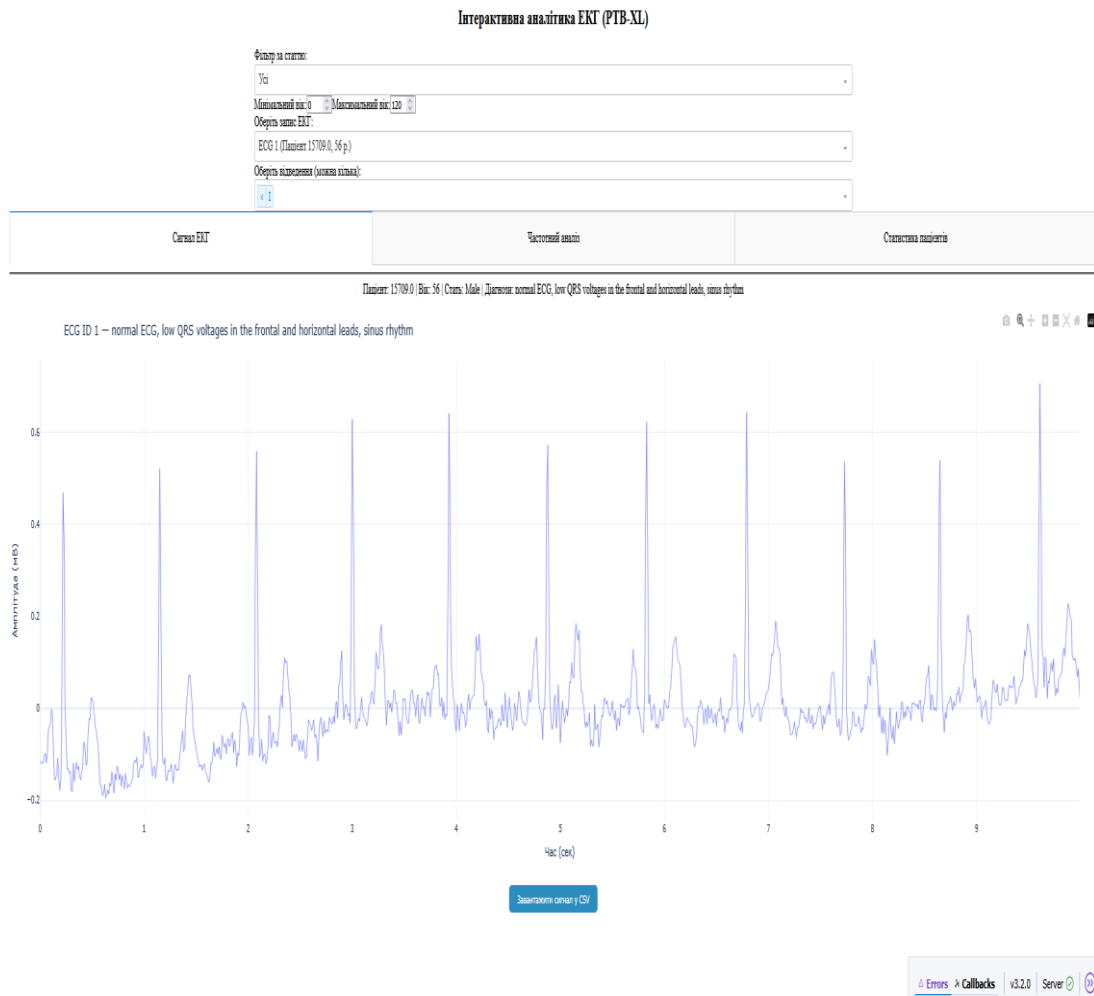 Інтерактивна аналітика ЕКГ (PTB-XL)
Фільтр за статтю:
Усі
Мінімальний вік: 0 Максимальний вік: 120
Оберіть запис ЕКГ:
ECG 1 (Пацієнт 15709.0, 56 р.)
Оберіть відведення (можна кілька):
× I
Сигнал ЕКГ Частотний аналіз Статистика пацієнтів
Пацієнт: 15709.0 | Вік: 56 | Стать: Male | Діагнози: normal ECG, low QRS voltages in the frontal and horizontal leads, sinus rhythm
ECG ID 1 — normal ECG, low QRS voltages in the frontal and horizontal leads, sinus rhythm
Амплітуда (мВ)
0.6
0.4
0.2
0
−0.2
0 1 2 3 4 5 6 7 8 9
Час (сек)
Завантажити сигнал у CSV
Errors Callbacks v3.2.0 Server